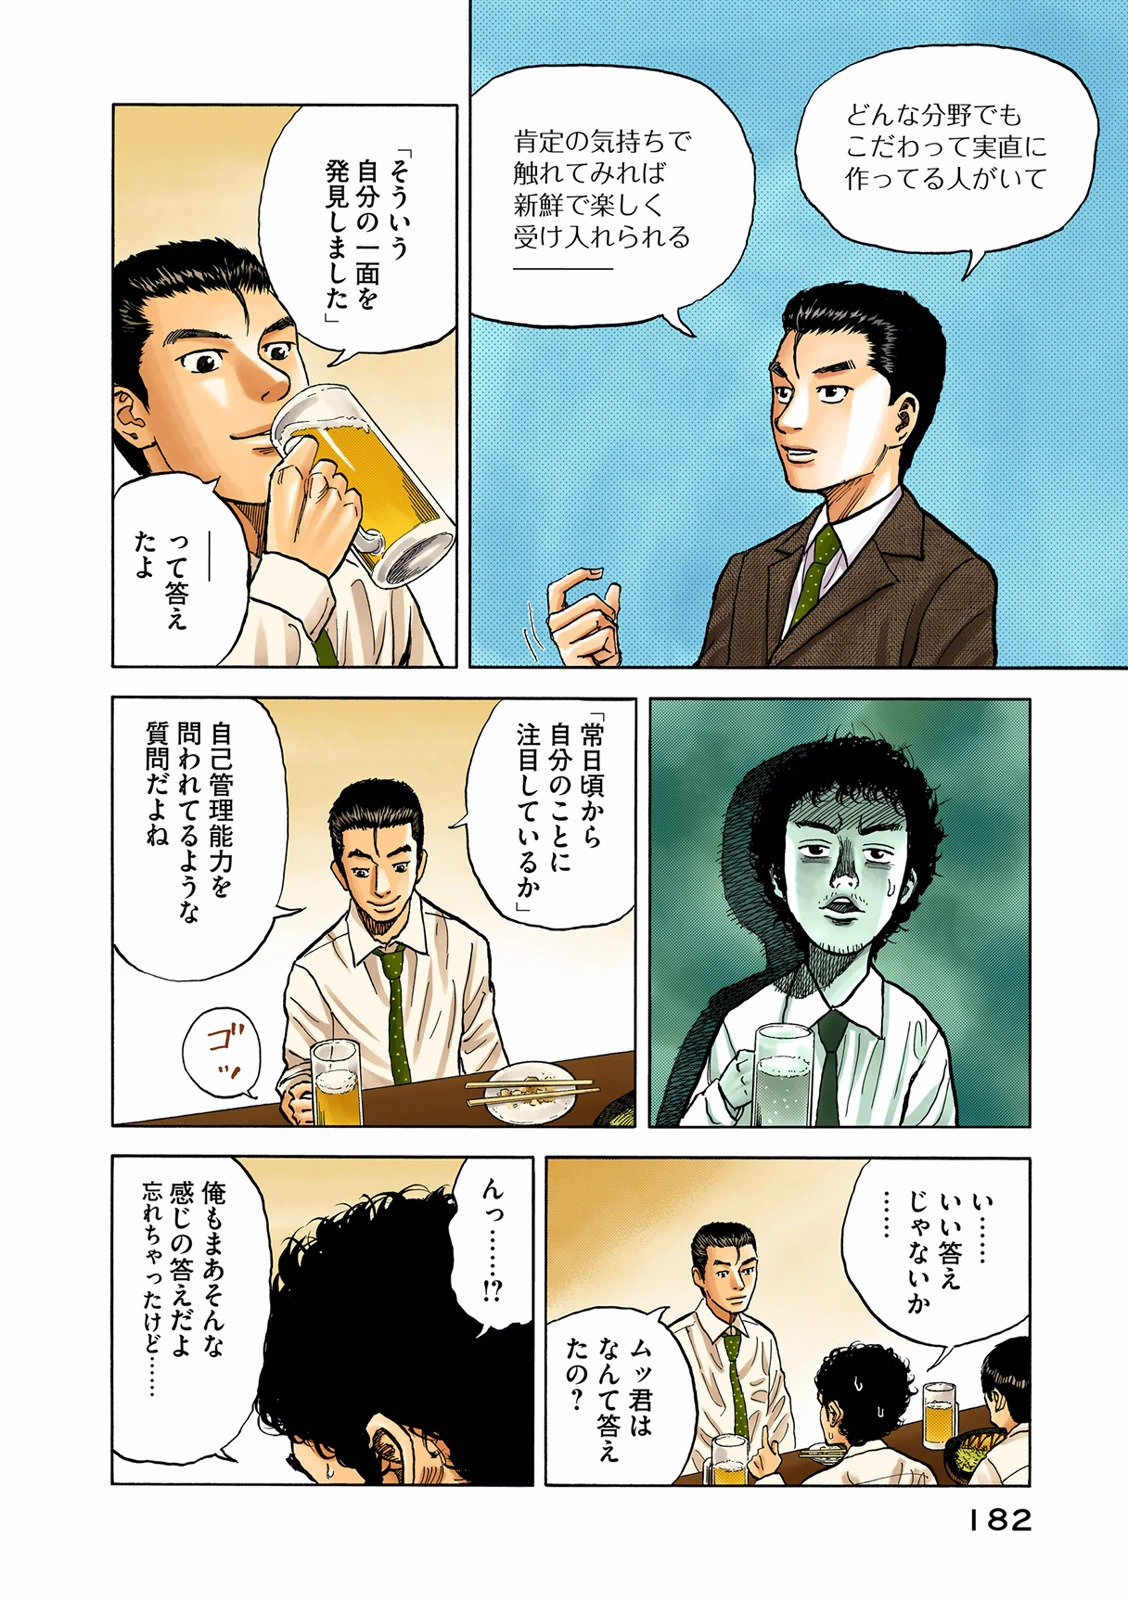 どんな分野でも
こだわって実直に
作ってる人がいて
肯定の気持ちで
触れてみれば
新鮮で楽しく
受け入れられる
————
「そういう
自分の一面を
発見しました」
——
って答え
たよ
「常日頃から
自分のことに
注目しているか」
自己管理能力を
問われてるような
質問だよね
ゴッ
い……
いい答え
じゃないか
……
ムッ君は
なんて答え
たの?
んっ……!?
俺もまあそんな
感じの答えだよ
忘れちゃったけど……
182